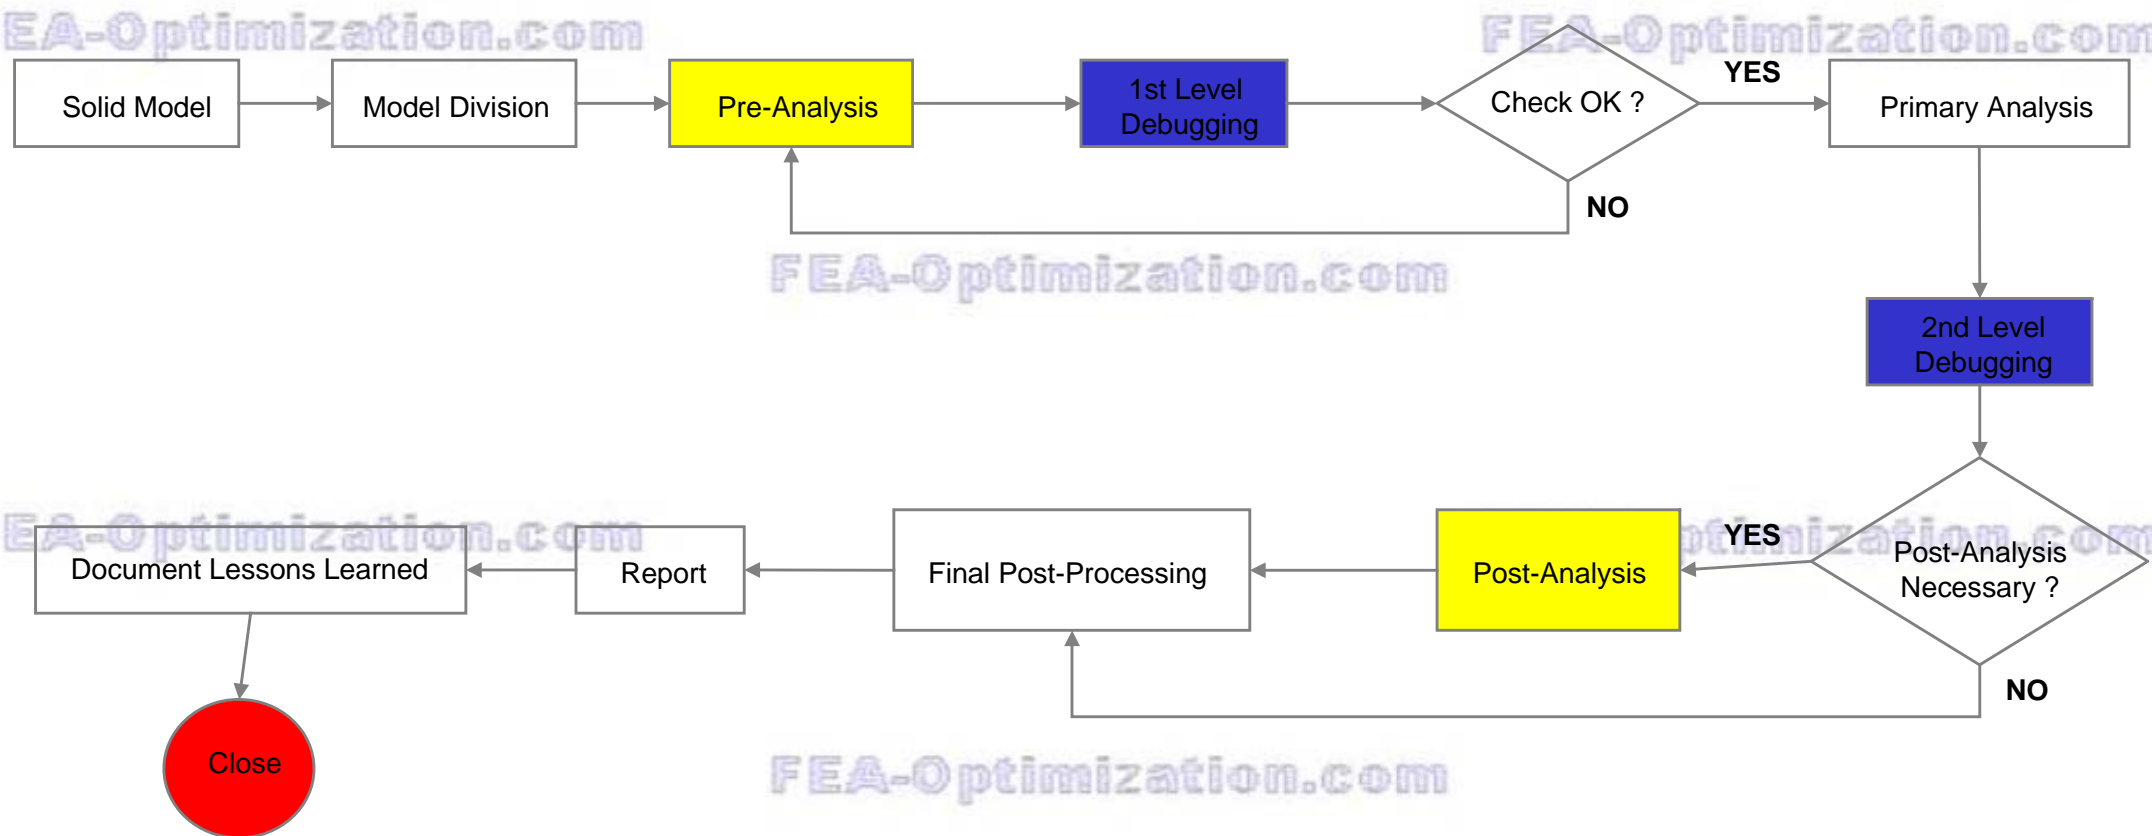 EA-Optimization.com
FEA-Optimization.com
Solid Model
Model Division
Pre-Analysis
1st Level
Debugging
Check OK ?
YES
Primary Analysis
NO
FEA-Optimization.com
2nd Level
Debugging
EA-Optimization.com
ptimization.com
Document Lessons Learned
Report
Final Post-Processing
Post-Analysis
YES
Post-Analysis
Necessary ?
NO
Close
FEA-Optimization.com